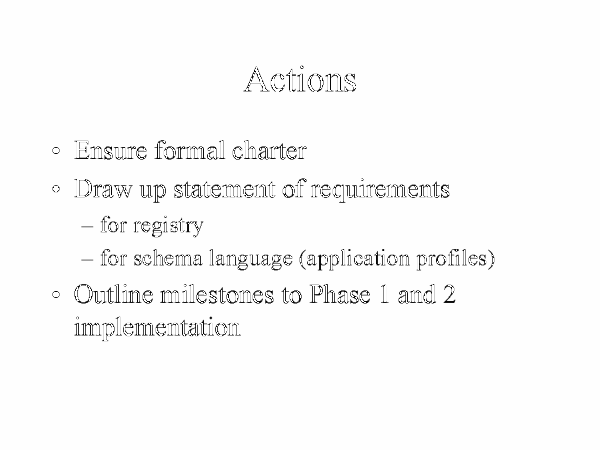 Actions
◦ Ensure formal charter
◦ Draw up statement of requirements
– for registry
– for schema language (application profiles)
◦ Outline milestones to Phase 1 and 2
implementation